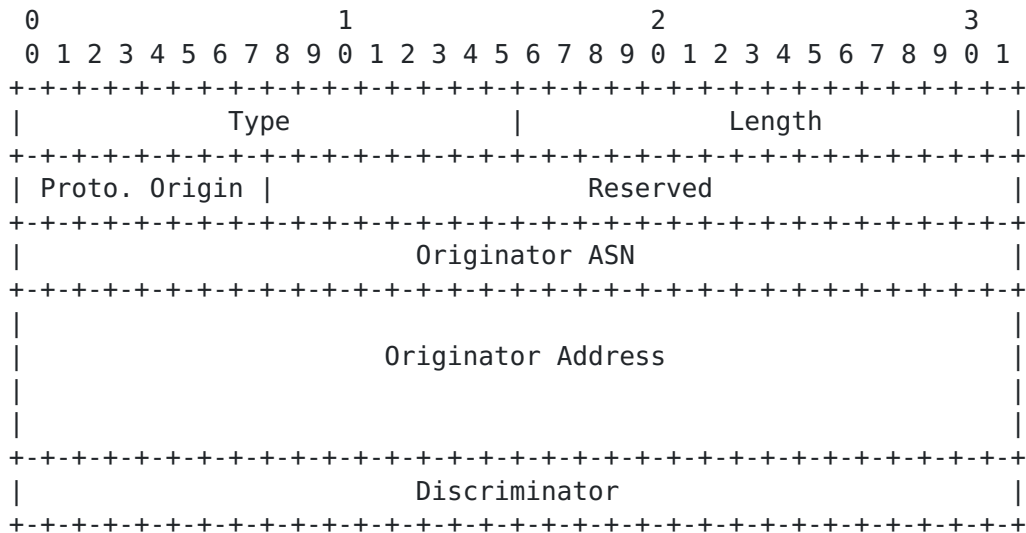 0                   1                   2                   3
 0 1 2 3 4 5 6 7 8 9 0 1 2 3 4 5 6 7 8 9 0 1 2 3 4 5 6 7 8 9 0 1
+-+-+-+-+-+-+-+-+-+-+-+-+-+-+-+-+-+-+-+-+-+-+-+-+-+-+-+-+-+-+-+-+
|             Type              |             Length            |
+-+-+-+-+-+-+-+-+-+-+-+-+-+-+-+-+-+-+-+-+-+-+-+-+-+-+-+-+-+-+-+-+
| Proto. Origin |                    Reserved                   |
+-+-+-+-+-+-+-+-+-+-+-+-+-+-+-+-+-+-+-+-+-+-+-+-+-+-+-+-+-+-+-+-+
|                         Originator ASN                        |
+-+-+-+-+-+-+-+-+-+-+-+-+-+-+-+-+-+-+-+-+-+-+-+-+-+-+-+-+-+-+-+-+
|                                                               |
|                       Originator Address                      |
|                                                               |
|                                                               |
+-+-+-+-+-+-+-+-+-+-+-+-+-+-+-+-+-+-+-+-+-+-+-+-+-+-+-+-+-+-+-+-+
|                         Discriminator                         |
+-+-+-+-+-+-+-+-+-+-+-+-+-+-+-+-+-+-+-+-+-+-+-+-+-+-+-+-+-+-+-+-+